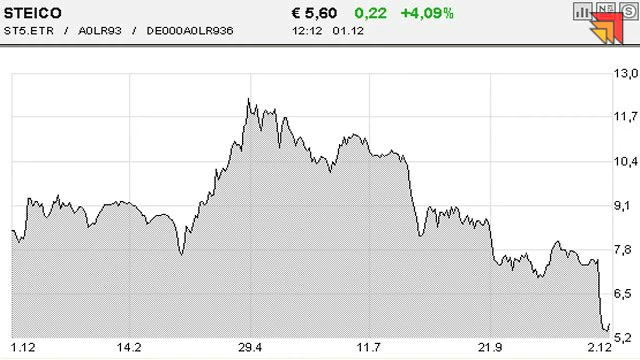 STEICO € 5,60 0,22 +4,09%
ST5.ETR / A0LR93 / DE000A0LR936 12:12 01.12
13,0
11,7
10,4
9,1
7,8
6,5
5,2
1.12 14.2 29.4 11.7 21.9 2.12